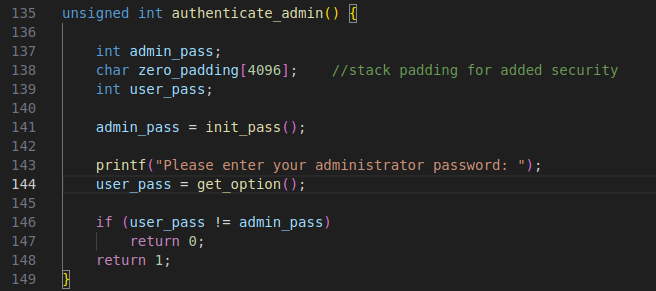 135 unsigned int authenticate_admin() {
136
137 int admin_pass;
138 char zero_padding[4096]; //stack padding for added security
139 int user_pass;
140
141 admin_pass = init_pass();
142
143 printf("Please enter your administrator password: ");
144 user_pass = get_option();
145
146 if (user_pass != admin_pass)
147 return 0;
148 return 1;
149 }